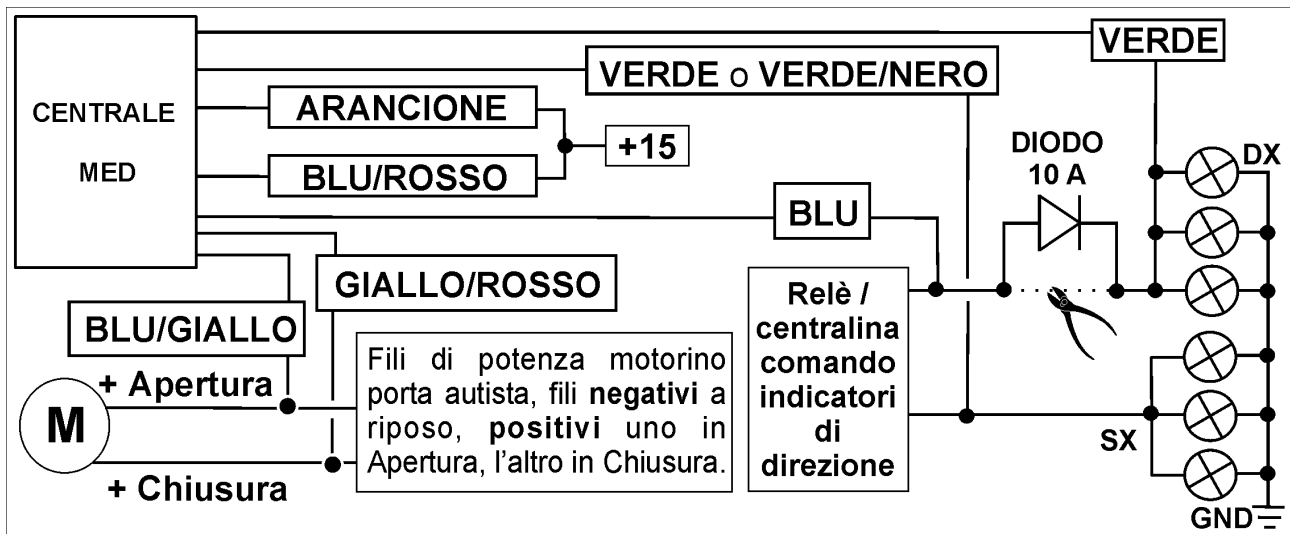 CENTRALE
MED
VERDE
VERDE o VERDE/NERO
ARANCIONE
+15
BLU/ROSSO
DIODO
10 A
DX
BLU
GIALLO/ROSSO
BLU/GIALLO
Relè /
centralina
comando
indicatori
di
direzione
Fili di potenza motorino
porta autista, fili negativi a
riposo, positivi uno in
Apertura, l'altro in Chiusura.
+ Apertura
M
+ Chiusura
SX
GND